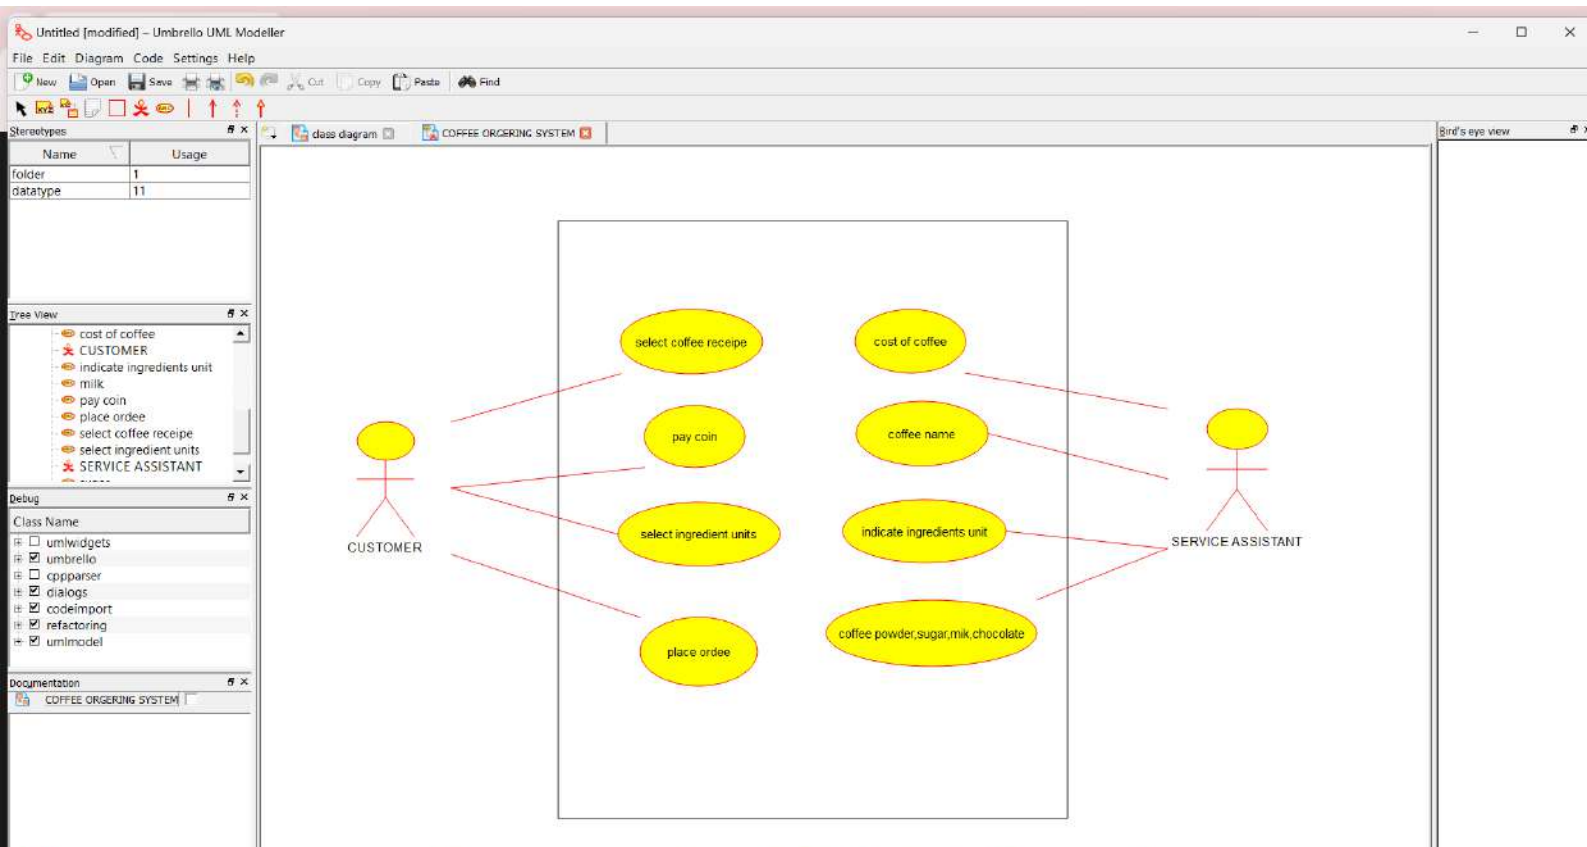 Untitled [modified] – Umbrello UML Modeller
File Edit Diagram Code Settings Help
New Open Save Cut Copy Paste Find
Stereotypes
Name Usage
folder 1
datatype 11
Tree View
cost of coffee
CUSTOMER
indicate ingredients unit
milk
pay coin
place ordee
select coffee receipe
select ingredient units
SERVICE ASSISTANT
Debug
Class Name
umlwidgets
umbrello
cppparser
dialogs
codeimport
refactoring
umlmodel
Documentation
COFFEE ORGERING SYSTEM
class diagram
COFFEE ORGERING SYSTEM
select coffee receipe
cost of coffee
pay coin
coffee name
select ingredient units
indicate ingredients unit
CUSTOMER
SERVICE ASSISTANT
place ordee
coffee powder,sugar,mik,chocolate
Bird's eye view